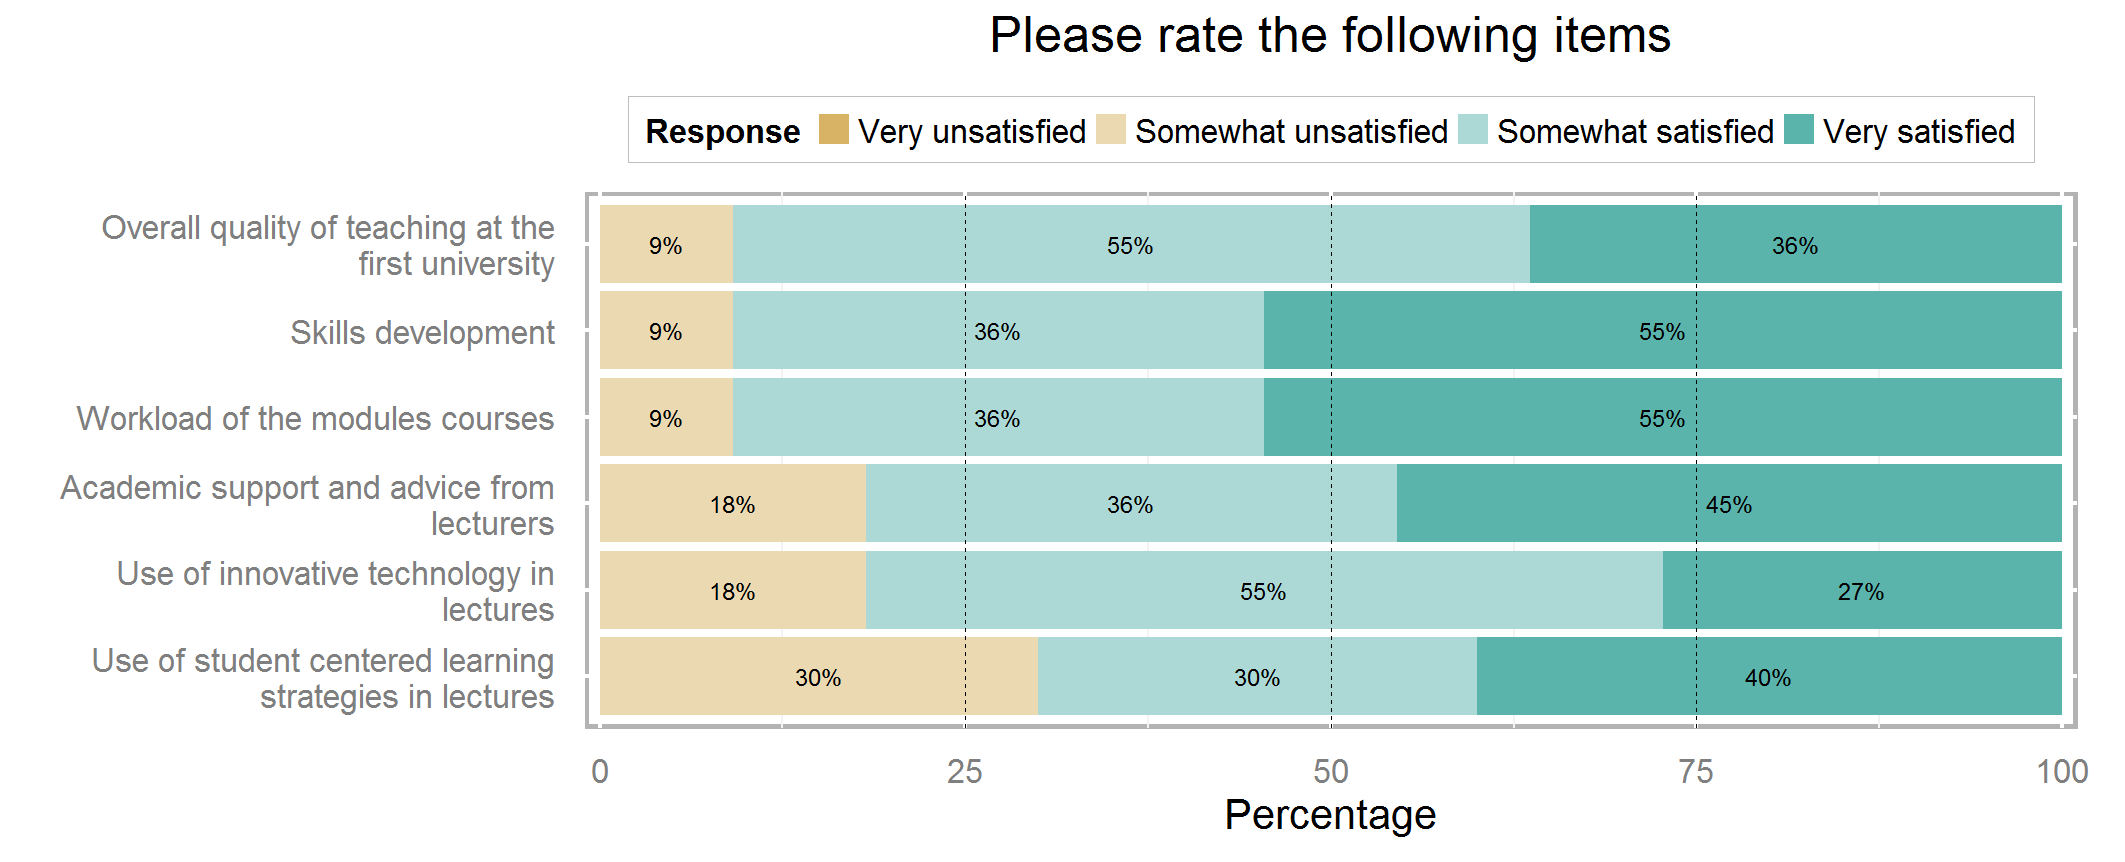 Please rate the following items
Response Very unsatisfied Somewhat unsatisfied Somewhat satisfied Very satisfied
Overall quality of teaching at the
first university
9% 55% 36%
Skills development
9% 36% 55%
Workload of the modules courses
9% 36% 55%
Academic support and advice from
lecturers
18% 36% 45%
Use of innovative technology in
lectures
18% 55% 27%
Use of student centered learning
strategies in lectures
30% 30% 40%
0 25 50 75 100
Percentage